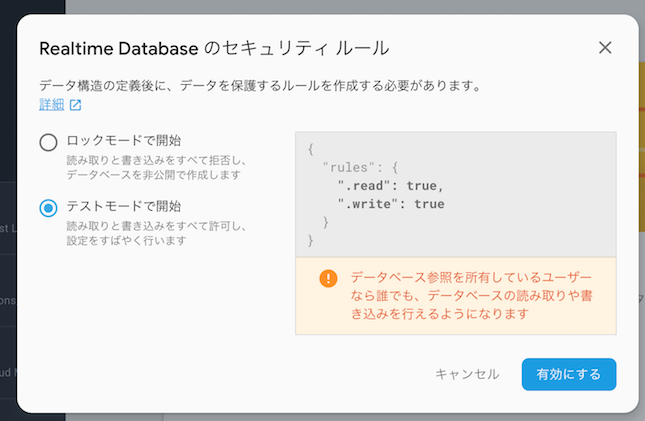 Realtime Database のセキュリティ ルール
データ構造の定義後に、データを保護するルールを作成する必要があります。
詳細
ロックモードで開始
読み取りと書き込みをすべて拒否し、
データベースを非公開で作成します
テストモードで開始
読み取りと書き込みをすべて許可し、
設定をすばやく行います
{
"rules": {
".read": true,
".write": true
}
}
データベース参照を所有しているユーザー
なら誰でも、データベースの読み取りや書
き込みを行えるようになります
キャンセル
有効にする